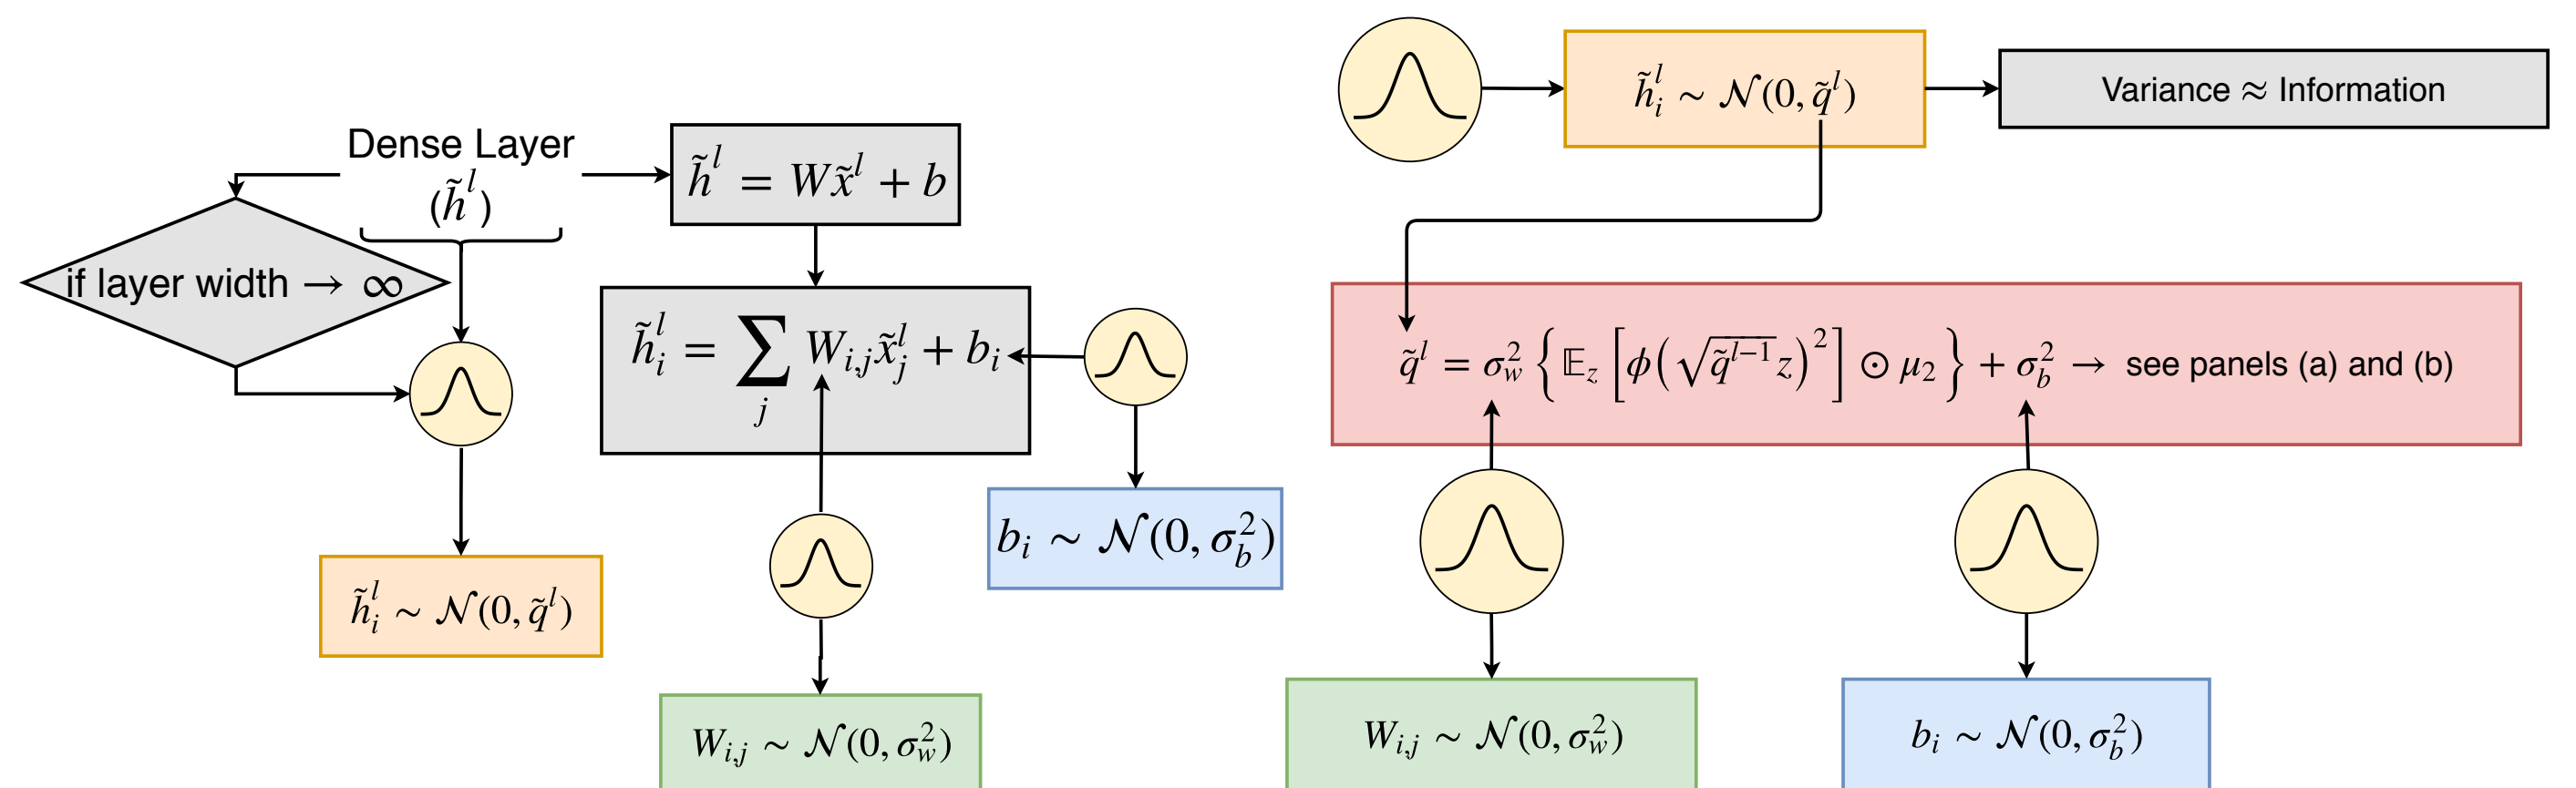 Dense Layer
(h̃^l)
if layer width → ∞
h̃^l = Wx̃^l + b
h̃_i^l = ∑_j W_{i,j} x̃_j^l + b_i
b_i ∼ 𝒩(0, σ_b^2)
h̃_i^l ∼ 𝒩(0, q̃^l)
W_{i,j} ∼ 𝒩(0, σ_w^2)
h̃_i^l ∼ 𝒩(0, q̃^l)
Variance ≈ Information
q̃^l = σ_w^2 { 𝔼_z [ ϕ( √(q̃^{l−1}) z )^2 ] ⊙ μ_2 } + σ_b^2 → see panels (a) and (b)
W_{i,j} ∼ 𝒩(0, σ_w^2)
b_i ∼ 𝒩(0, σ_b^2)